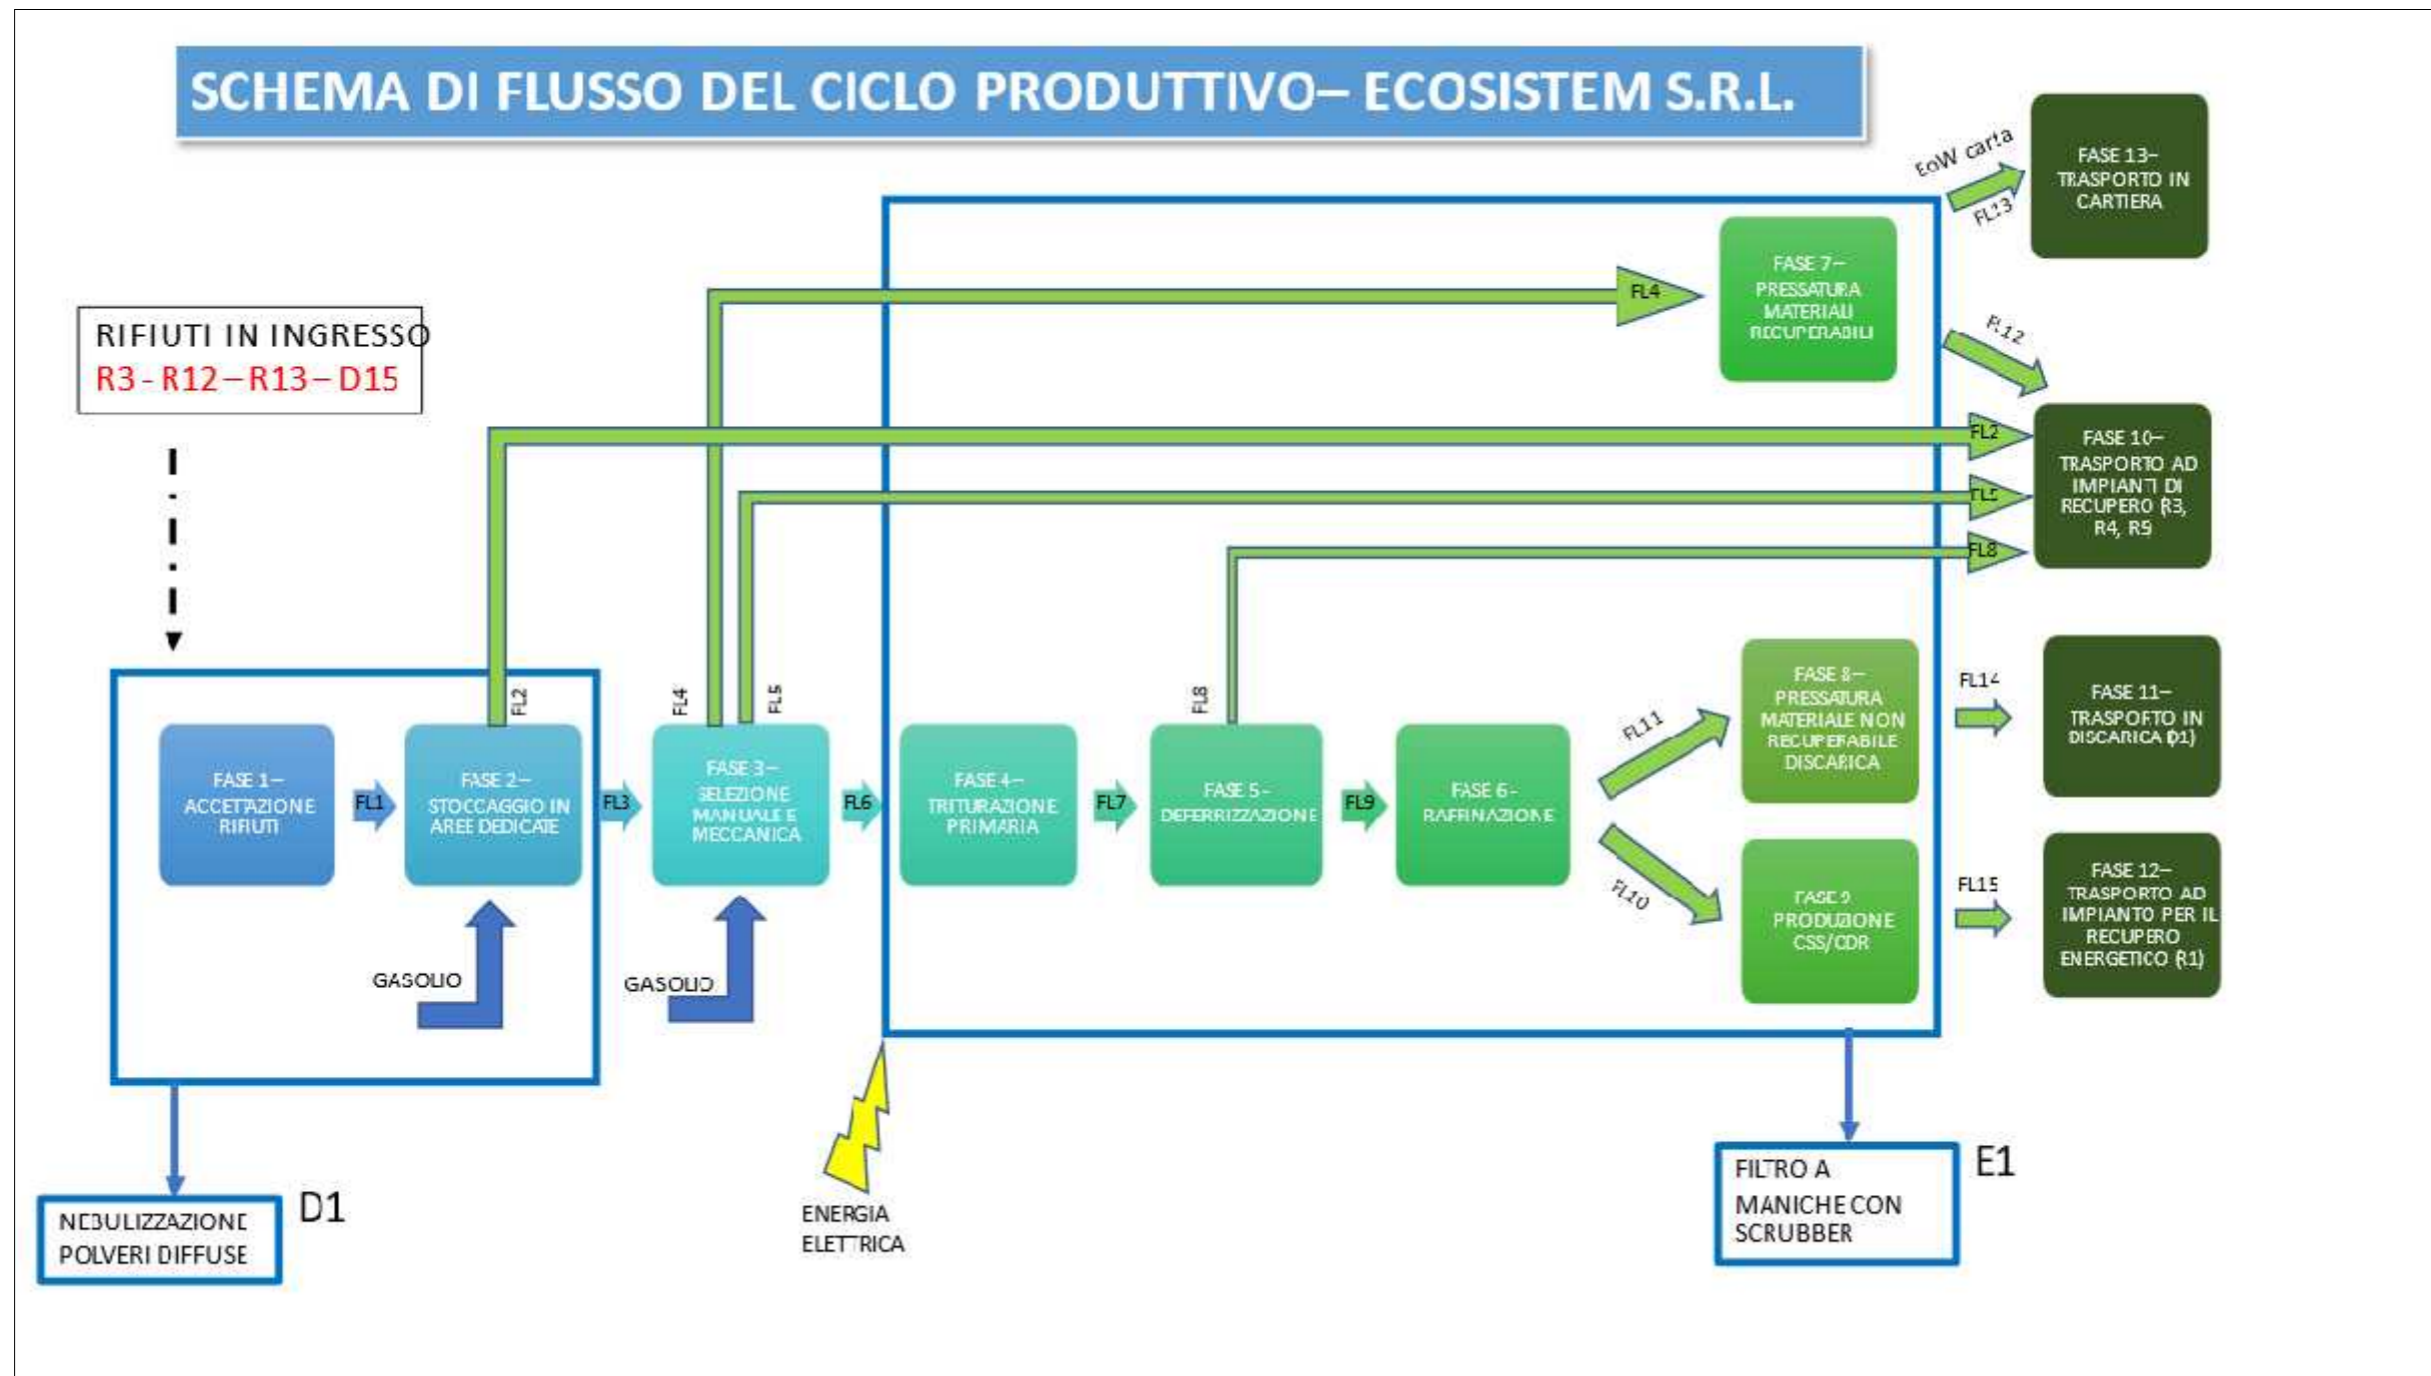 SCHEMA DI FLUSSO DEL CICLO PRODUTTIVO– ECOSISTEM S.R.L.
EoW carta
FL13
FASE 13–
TRASPORTO IN
CARTIERA
RIFIUTI IN INGRESSO
R3 - R12 – R13 – D15
FL4
FASE 7–
PRESSATURA
MATERIALI
RECUPERABILI
FL12
FL2
FL5
FL8
FASE 10–
TRASPORTO AD
IMPIANTI DI
RECUPERO (R3,
R4, R5
FL2
FL4
FL5
FL8
FASE 1–
ACCETTAZIONE
RIFIUTI
FL1
FASE 2–
STOCCAGGIO IN
AREE DEDICATE
FL3
FASE 3–
SELEZIONE
MANUALE E
MECCANICA
FL6
FASE 4–
TRITURAZIONE
PRIMARIA
FL7
FASE 5-
DEFERRIZZAZIONE
FL9
FASE 6-
RAFFINAZIONE
FL11
FL10
FASE 8–
PRESSATURA
MATERIALE NON
RECUPERABILE
DISCARICA
FL14
FASE 11–
TRASPORTO IN
DISCARICA (D1)
FASE 9
PRODUZIONE
CSS/CDR
FL15
FASE 12–
TRASPORTO AD
IMPIANTO PER IL
RECUPERO
ENERGETICO (R1)
GASOLIO
GASOLIO
NEBULIZZAZIONE
POLVERI DIFFUSE
D1
ENERGIA
ELETTRICA
FILTRO A
MANICHE CON
SCRUBBER
E1